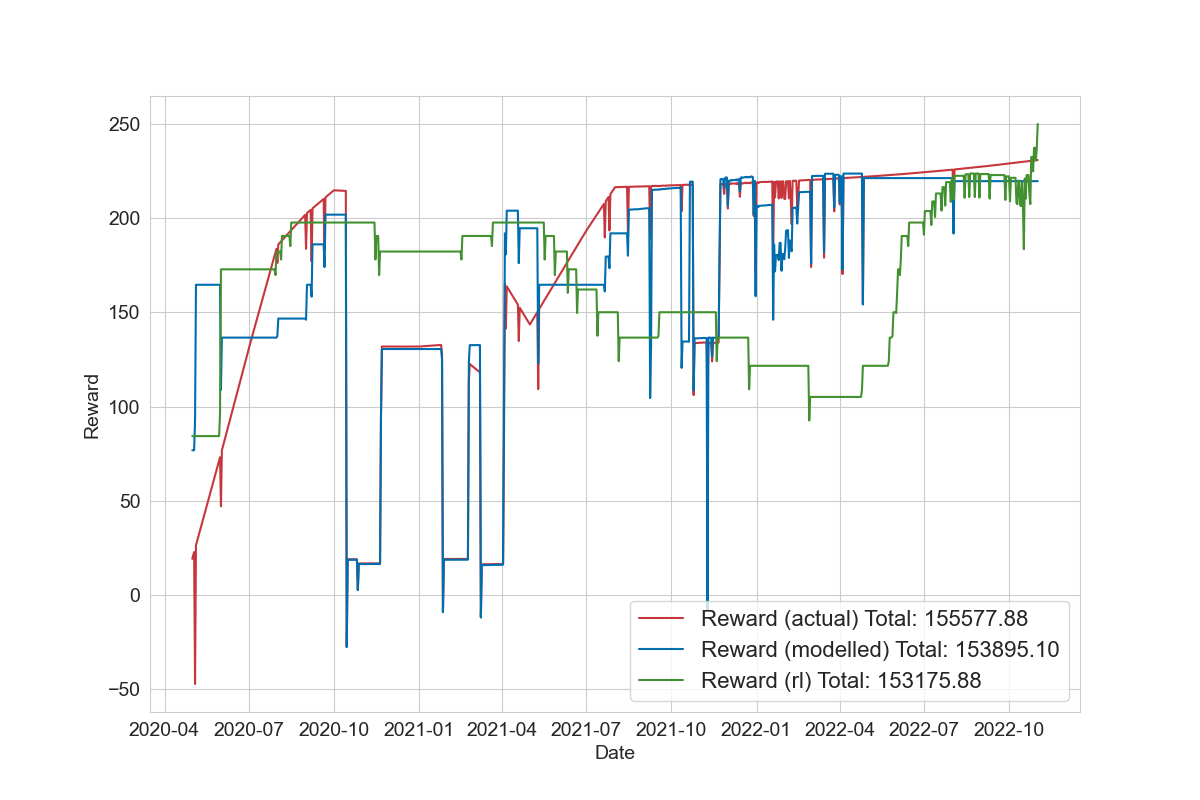 250
200
150
100
50
0
−50
Reward
Reward (actual) Total: 155577.88
Reward (modelled) Total: 153895.10
Reward (rl) Total: 153175.88
2020-04 2020-07 2020-10 2021-01 2021-04 2021-07 2021-10 2022-01 2022-04 2022-07 2022-10
Date